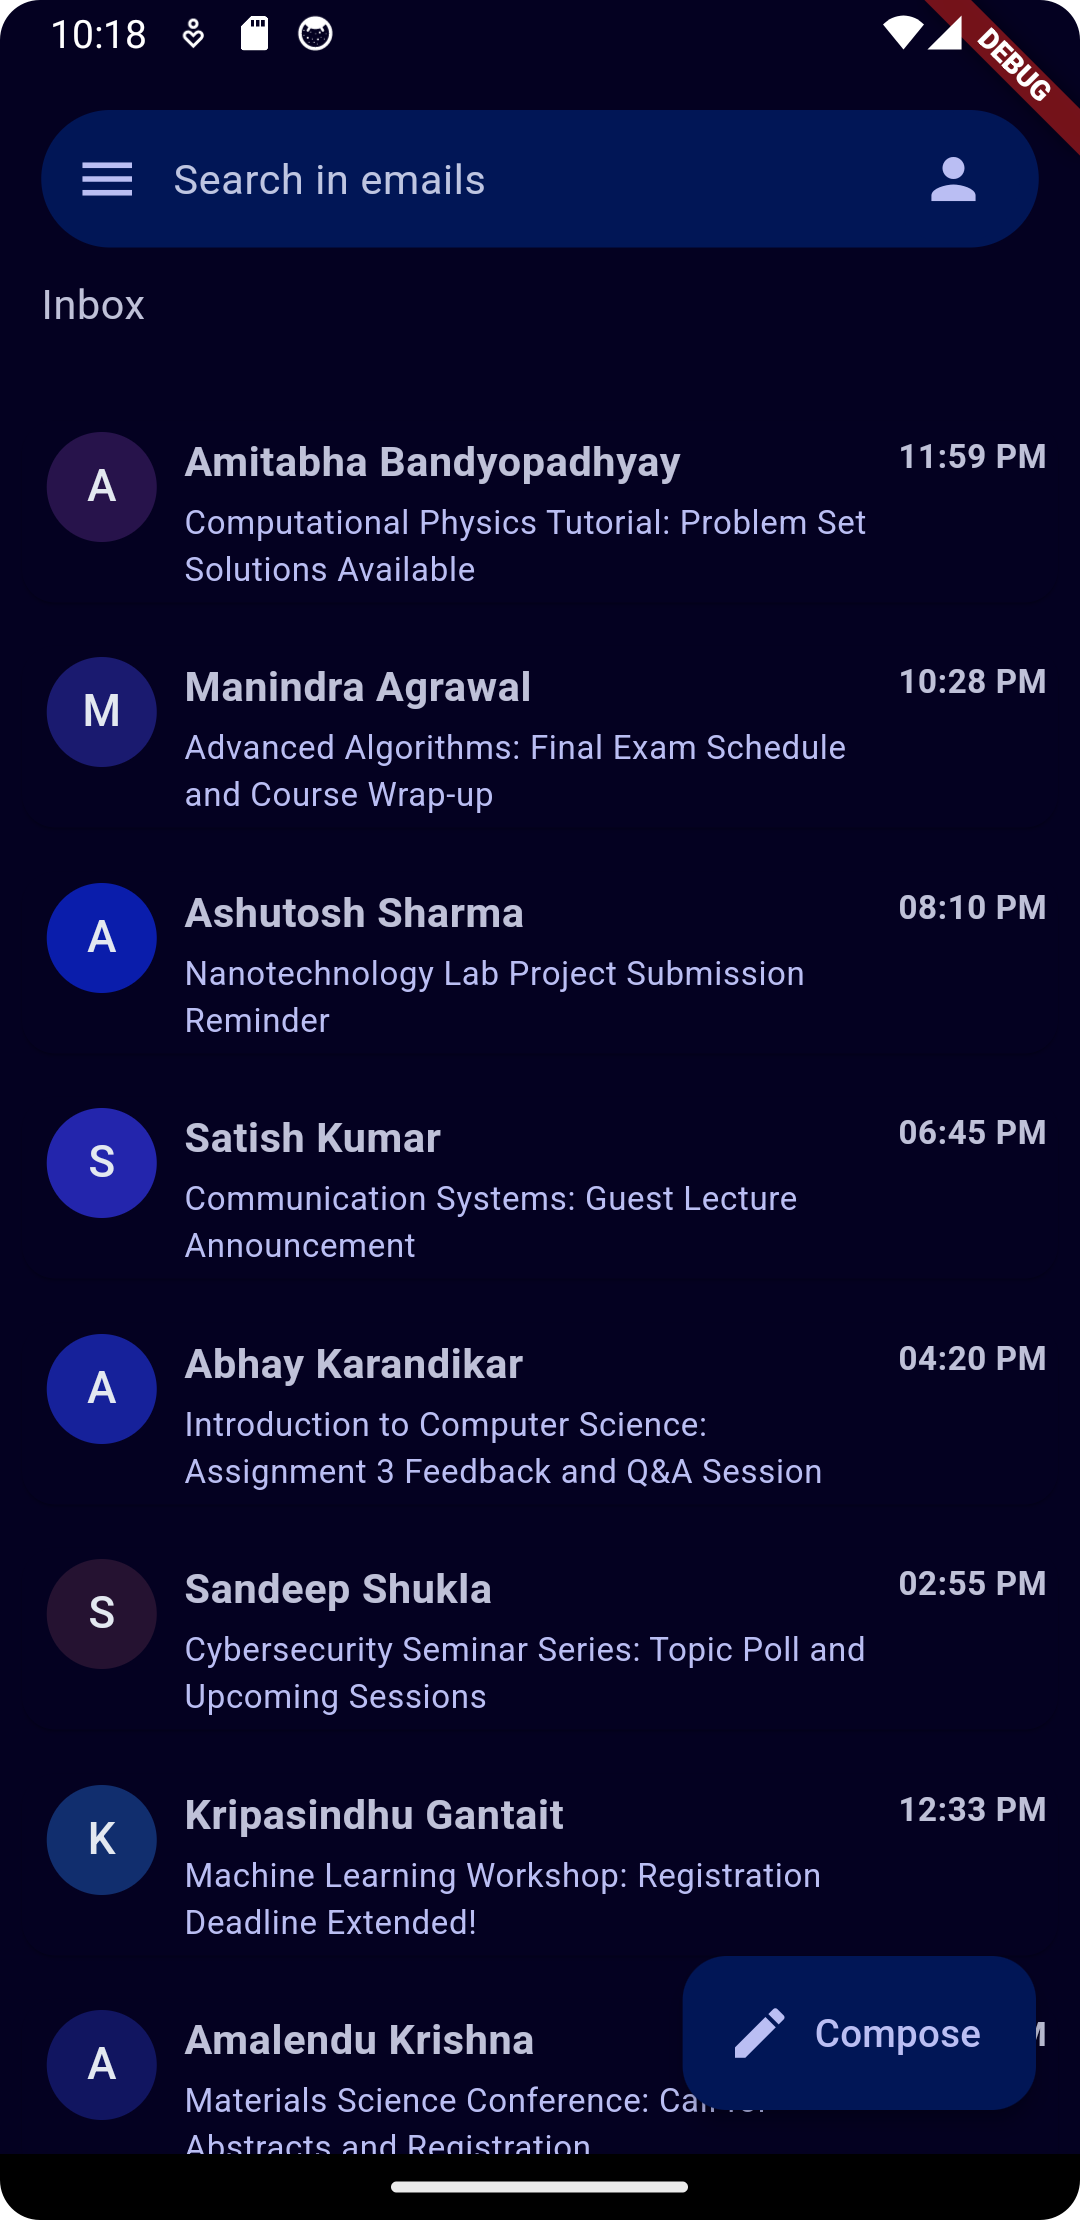 10:18
DEBUG
Search in emails
Inbox
A
Amitabha Bandyopadhyay
11:59 PM
Computational Physics Tutorial: Problem Set
Solutions Available
M
Manindra Agrawal
10:28 PM
Advanced Algorithms: Final Exam Schedule
and Course Wrap-up
A
Ashutosh Sharma
08:10 PM
Nanotechnology Lab Project Submission
Reminder
S
Satish Kumar
06:45 PM
Communication Systems: Guest Lecture
Announcement
A
Abhay Karandikar
04:20 PM
Introduction to Computer Science:
Assignment 3 Feedback and Q&A Session
S
Sandeep Shukla
02:55 PM
Cybersecurity Seminar Series: Topic Poll and
Upcoming Sessions
K
Kripasindhu Gantait
12:33 PM
Machine Learning Workshop: Registration
Deadline Extended!
A
Amalendu Krishna
Compose
Materials Science Conference: Call for
Abstracts and Registration